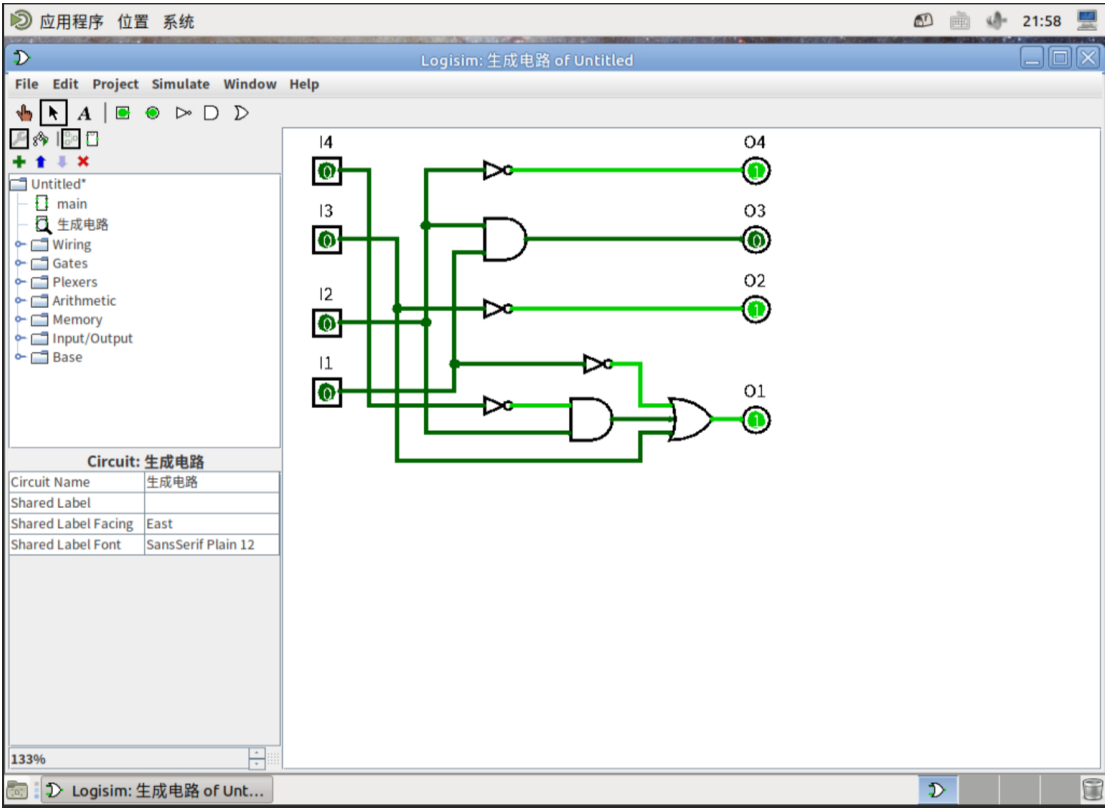 应用程序 位置 系统 21:58
Logisim: 生成电路 of Untitled
File Edit Project Simulate Window Help
A
Untitled*
main
生成电路
Wiring
Gates
Plexers
Arithmetic
Memory
Input/Output
Base
Circuit: 生成电路
Circuit Name 生成电路
Shared Label
Shared Label Facing East
Shared Label Font SansSerif Plain 12
133%
I4
0
I3
0
I2
0
I1
0
O4
1
O3
0
O2
1
O1
1
Logisim: 生成电路 of Unt...